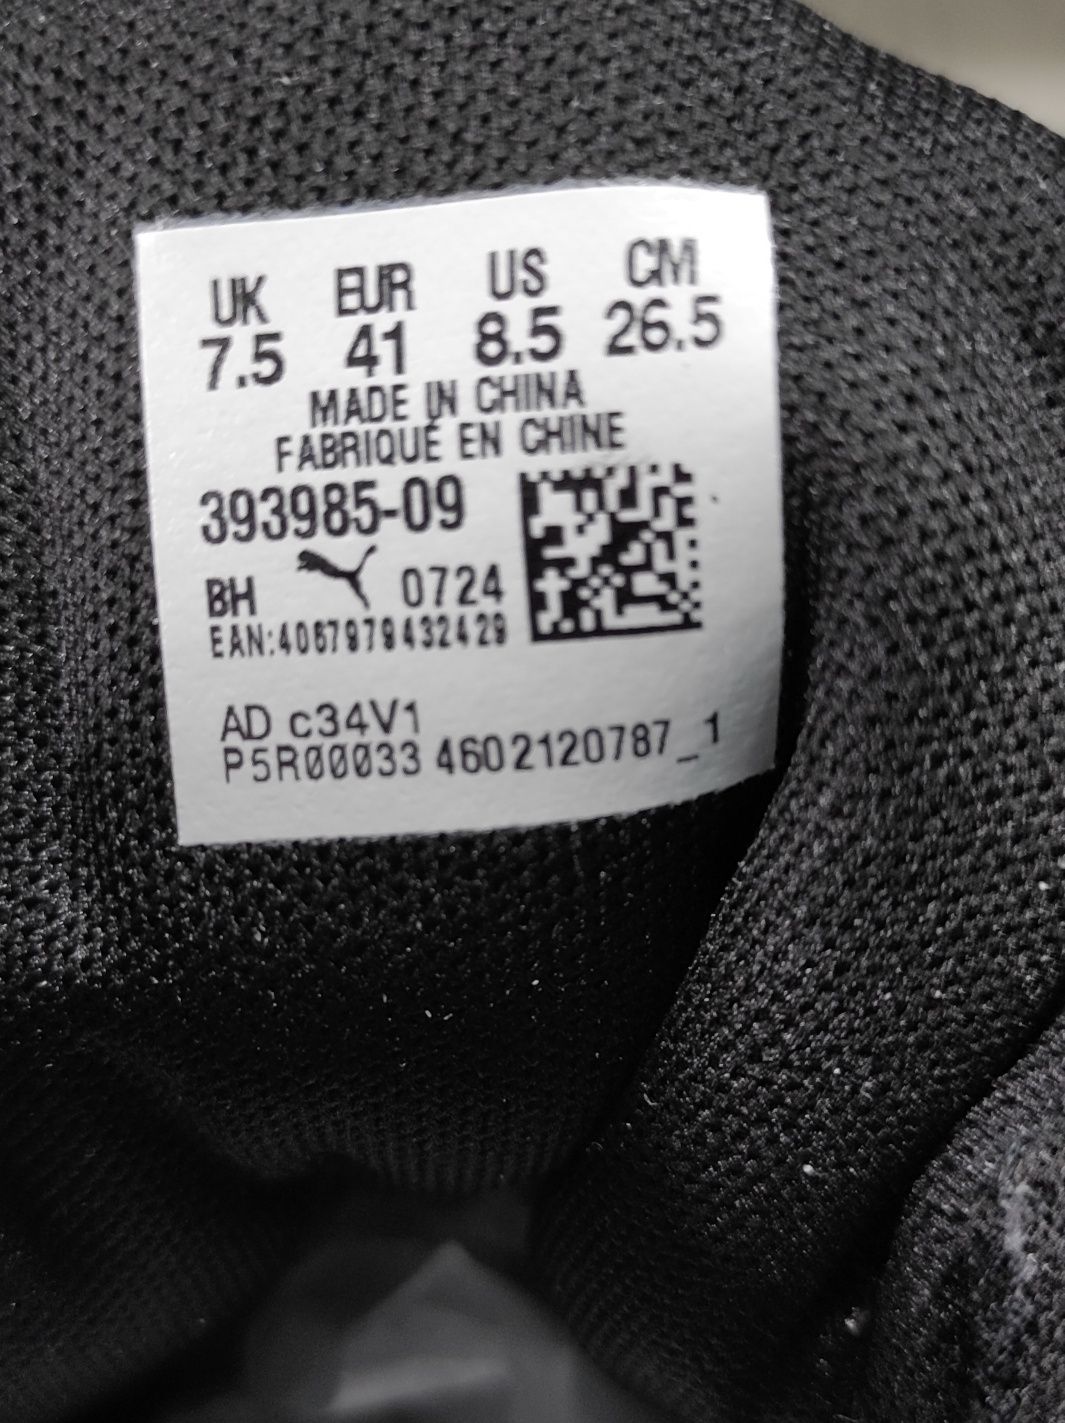 UK EUR US CM
7.5 41 8.5 26.5
MADE IN CHINA
FABRIQUÉ EN CHINE
393985-09
BH 0724
EAN:4067979432429
AD c34V1
P5R00033 4602120787_1